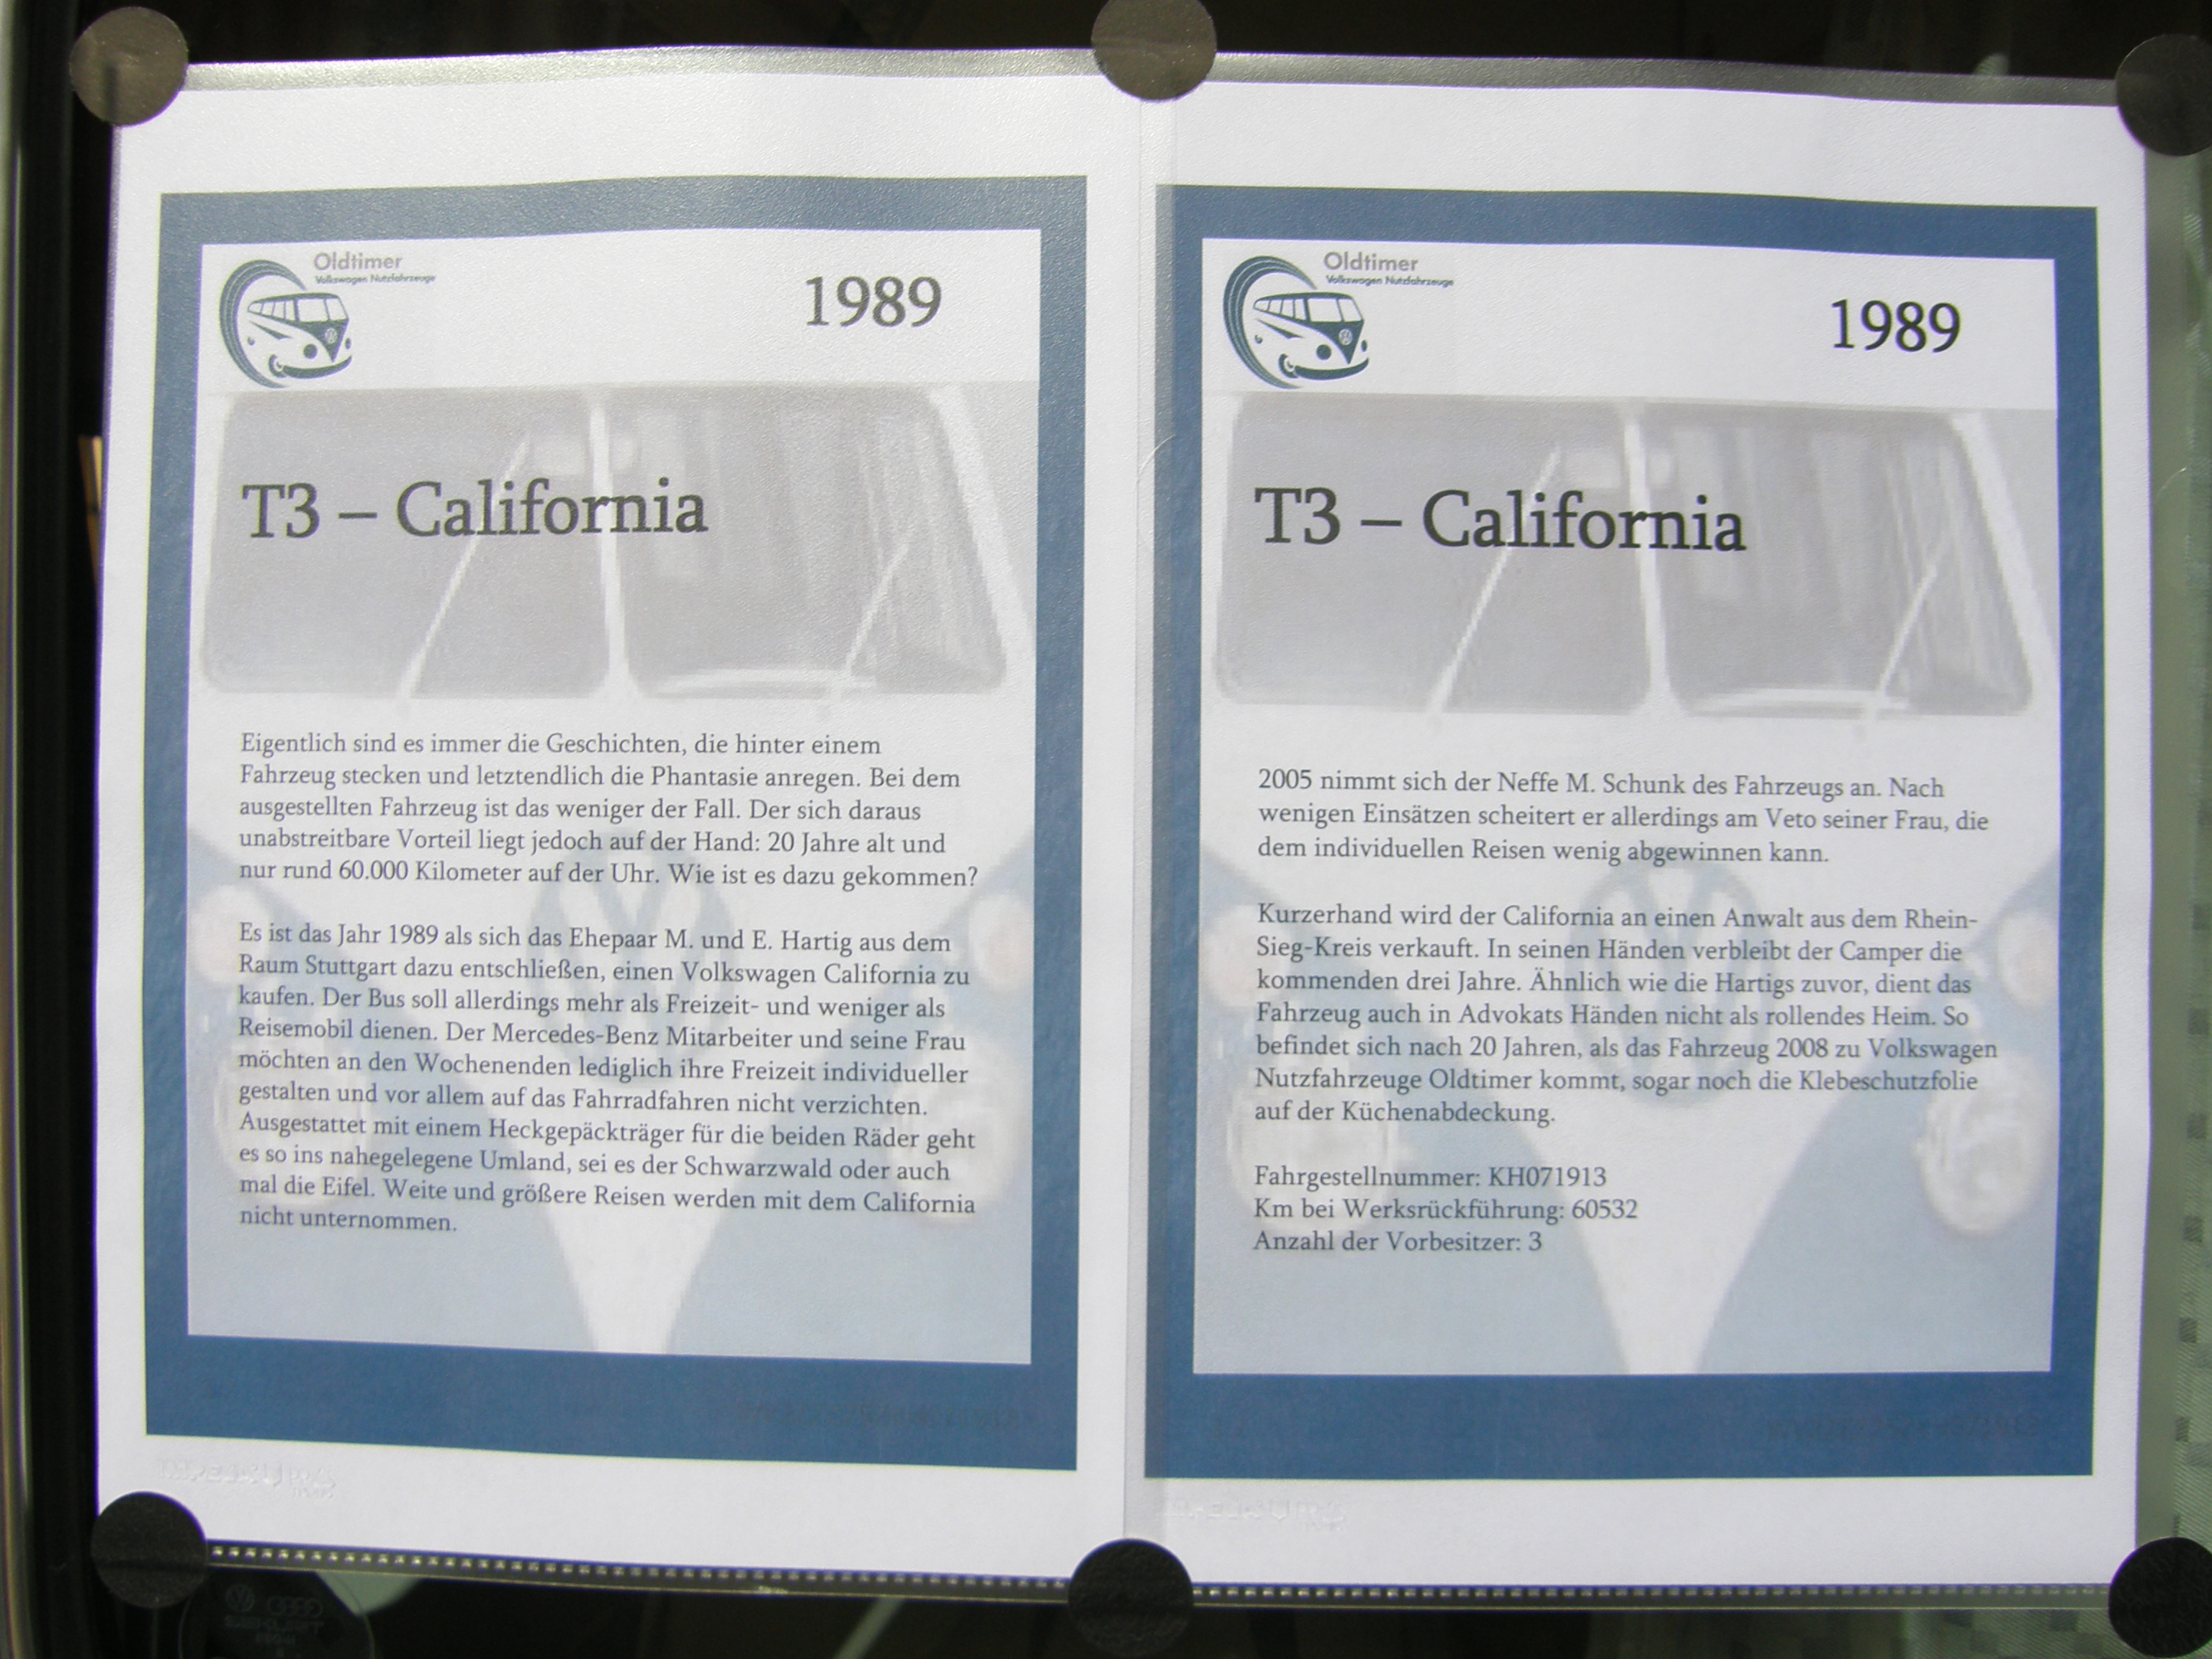 Oldtimer
Volkswagen Nutzfahrzeuge
1989
T3 – California
Eigentlich sind es immer die Geschichten, die hinter einem
Fahrzeug stecken und letztendlich die Phantasie anregen. Bei dem
ausgestellten Fahrzeug ist das weniger der Fall. Der sich daraus
unabstreitbare Vorteil liegt jedoch auf der Hand: 20 Jahre alt und
nur rund 60.000 Kilometer auf der Uhr. Wie ist es dazu gekommen?
Es ist das Jahr 1989 als sich das Ehepaar M. und E. Hartig aus dem
Raum Stuttgart dazu entschließen, einen Volkswagen California zu
kaufen. Der Bus soll allerdings mehr als Freizeit- und weniger als
Reisemobil dienen. Der Mercedes-Benz Mitarbeiter und seine Frau
möchten an den Wochenenden lediglich ihre Freizeit individueller
gestalten und vor allem auf das Fahrradfahren nicht verzichten.
Ausgestattet mit einem Heckgepäckträger für die beiden Räder geht
es so ins nahegelegene Umland, sei es der Schwarzwald oder auch
mal die Eifel. Weite und größere Reisen werden mit dem California
nicht unternommen.
Oldtimer
Volkswagen Nutzfahrzeuge
1989
T3 – California
2005 nimmt sich der Neffe M. Schunk des Fahrzeugs an. Nach
wenigen Einsätzen scheitert er allerdings am Veto seiner Frau, die
dem individuellen Reisen wenig abgewinnen kann.
Kurzerhand wird der California an einen Anwalt aus dem Rhein-
Sieg-Kreis verkauft. In seinen Händen verbleibt der Camper die
kommenden drei Jahre. Ähnlich wie die Hartigs zuvor, dient das
Fahrzeug auch in Advokats Händen nicht als rollendes Heim. So
befindet sich nach 20 Jahren, als das Fahrzeug 2008 zu Volkswagen
Nutzfahrzeuge Oldtimer kommt, sogar noch die Klebeschutzfolie
auf der Küchenabdeckung.
Fahrgestellnummer: KH071913
Km bei Werksrückführung: 60532
Anzahl der Vorbesitzer: 3